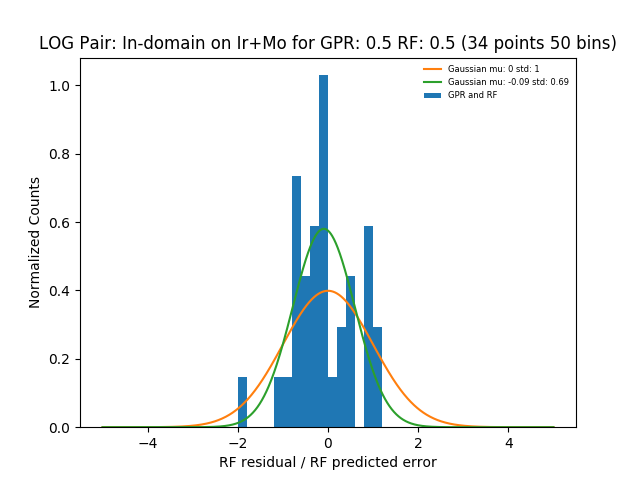 LOG Pair: In-domain on Ir+Mo for GPR: 0.5 RF: 0.5 (34 points 50 bins)
Gaussian mu: 0 std: 1
Gaussian mu: -0.09 std: 0.69
GPR and RF
Normalized Counts
1.0
0.8
0.6
0.4
0.2
0.0
−4 −2 0 2 4
RF residual / RF predicted error